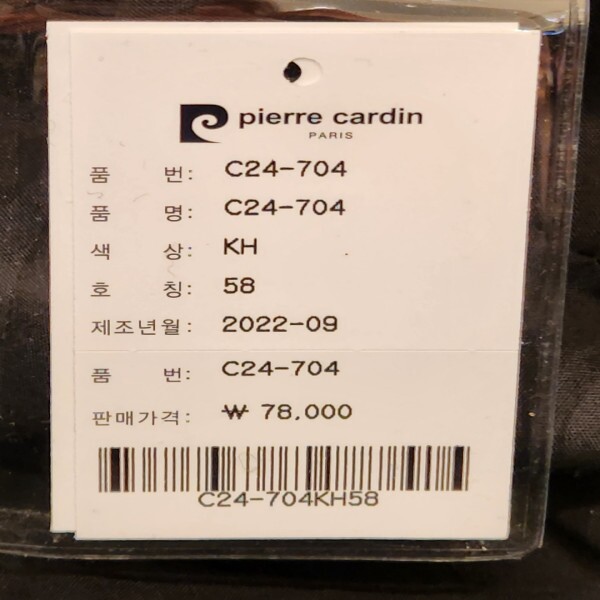 pierre cardin
PARIS
품 번: C24-704
품 명: C24-704
색 상: KH
호 칭: 58
제조년월: 2022-09
품 번: C24-704
판매가격: ₩ 78,000
C24-704KH58